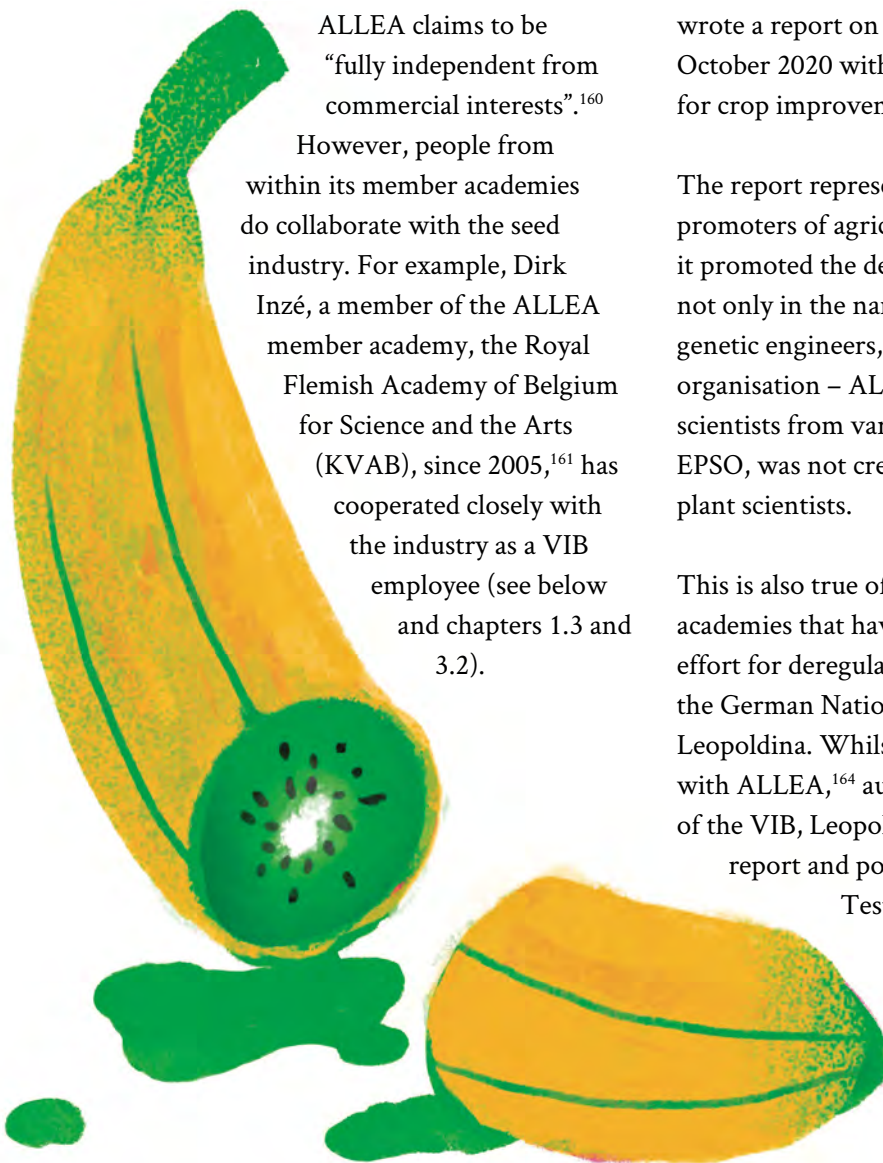 ALLEA claims to be
“fully independent from
commercial interests”.160
However, people from
within its member academies
do collaborate with the seed
industry. For example, Dirk
Inzé, a member of the ALLEA
member academy, the Royal
Flemish Academy of Belgium
for Science and the Arts
(KVAB), since 2005,161 has
cooperated closely with
the industry as a VIB
employee (see below
and chapters 1.3 and
3.2).
wrote a report on
October 2020 with
for crop improvem
The report represe
promoters of agric
it promoted the de
not only in the nar
genetic engineers,
organisation – AL
scientists from var
EPSO, was not cre
plant scientists.
This is also true of
academies that hav
effort for deregula
the German Natio
Leopoldina. Whils
with ALLEA,164 au
of the VIB, Leopol
report and po
Tes